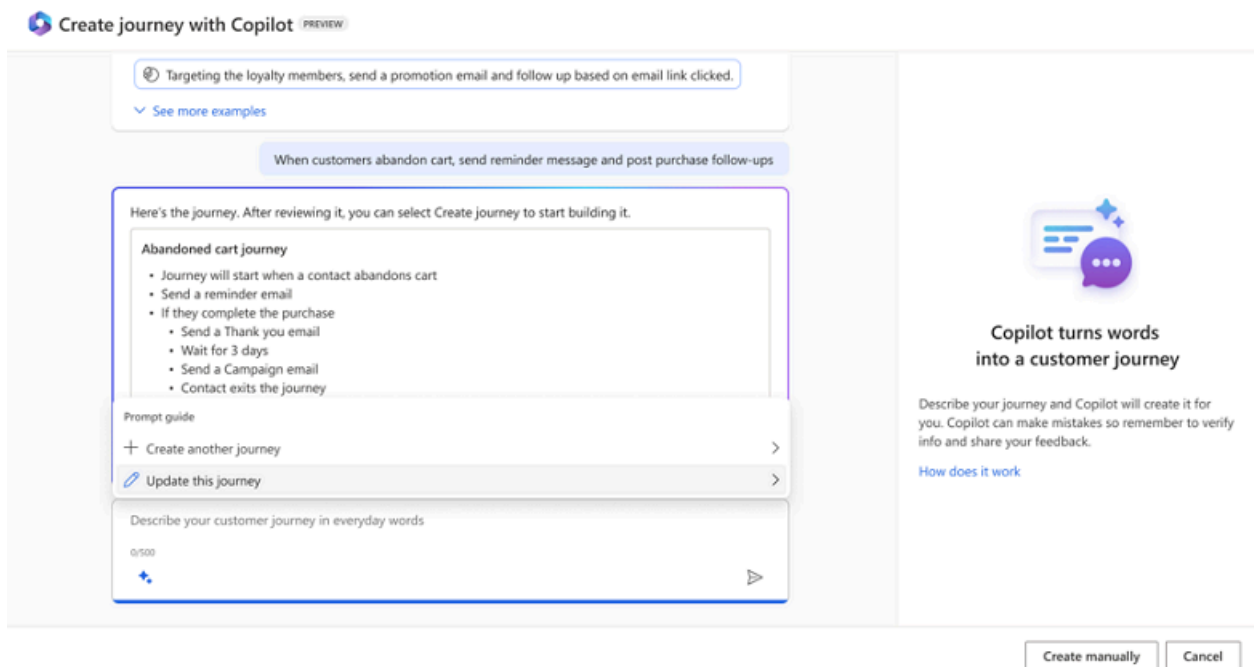 Create journey with Copilot PREVIEW
Targeting the loyalty members, send a promotion email and follow up based on email link clicked.
See more examples
When customers abandon cart, send reminder message and post purchase follow-ups
Here's the journey. After reviewing it, you can select Create journey to start building it.
Abandoned cart journey
• Journey will start when a contact abandons cart
• Send a reminder email
• If they complete the purchase
• Send a Thank you email
• Wait for 3 days
• Send a Campaign email
• Contact exits the journey
Prompt guide
Create another journey
Update this journey
Describe your customer journey in everyday words
0/500
Copilot turns words
into a customer journey
Describe your journey and Copilot will create it for
you. Copilot can make mistakes so remember to verify
info and share your feedback.
How does it work
Create manually
Cancel